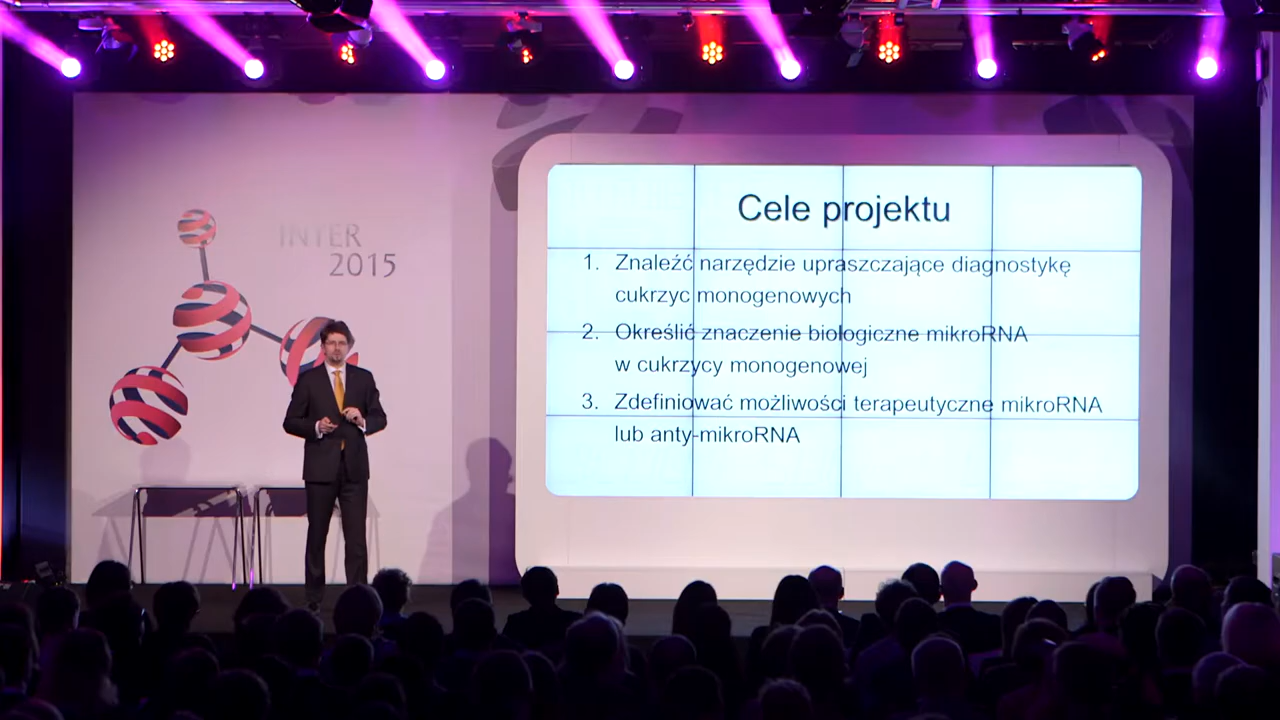 INTER
2015
Cele projektu
1. Znaleźć narzędzie upraszczające diagnostykę
cukrzyc monogenowych
2. Określić znaczenie biologiczne mikroRNA
w cukrzycy monogenowej
3. Zdefiniować możliwości terapeutyczne mikroRNA
lub anty-mikroRNA